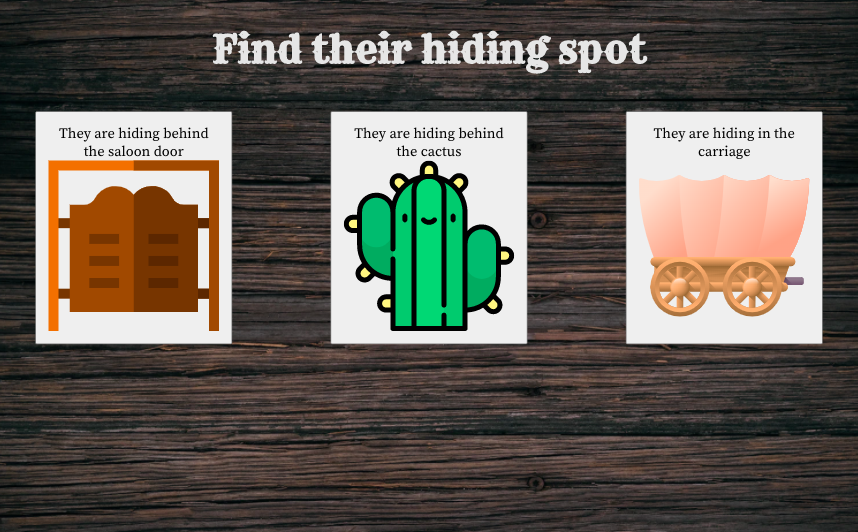 Find their hiding spot
They are hiding behind
the saloon door
They are hiding behind
the cactus
They are hiding in the
carriage